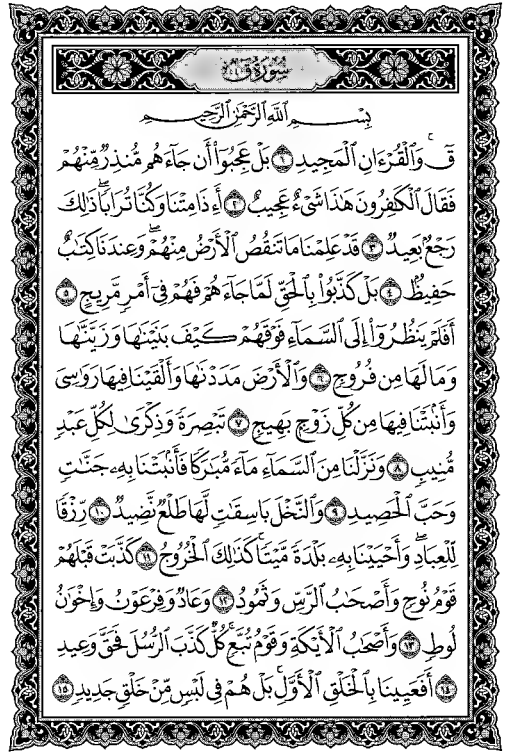 سُورَةُ قٓ
بِسْمِ ٱللَّهِ ٱلرَّحْمَٰنِ ٱلرَّحِيمِ
قٓۚ وَٱلْقُرْءَانِ ٱلْمَجِيدِ ١ بَلْ عَجِبُوٓا۟ أَن جَآءَهُم مُّنذِرٌ مِّنْهُمْ
فَقَالَ ٱلْكَٰفِرُونَ هَٰذَا شَىْءٌ عَجِيبٌ ٢ أَءِذَا مِتْنَا وَكُنَّا تُرَابًا ۖ ذَٰلِكَ
رَجْعٌۢ بَعِيدٌ ٣ قَدْ عَلِمْنَا مَا تَنقُصُ ٱلْأَرْضُ مِنْهُمْ ۖ وَعِندَنَا كِتَٰبٌ
حَفِيظٌۢ ٤ بَلْ كَذَّبُوا۟ بِٱلْحَقِّ لَمَّا جَآءَهُمْ فَهُمْ فِىٓ أَمْرٍ مَّرِيجٍ ٥
أَفَلَمْ يَنظُرُوٓا۟ إِلَى ٱلسَّمَآءِ فَوْقَهُمْ كَيْفَ بَنَيْنَٰهَا وَزَيَّنَّٰهَا
وَمَا لَهَا مِن فُرُوجٍ ٦ وَٱلْأَرْضَ مَدَدْنَٰهَا وَأَلْقَيْنَا فِيهَا رَوَٰسِىَ
وَأَنۢبَتْنَا فِيهَا مِن كُلِّ زَوْجٍۭ بَهِيجٍ ٧ تَبْصِرَةً وَذِكْرَىٰ لِكُلِّ عَبْدٍ
مُّنِيبٍ ٨ وَنَزَّلْنَا مِنَ ٱلسَّمَآءِ مَآءً مُّبَٰرَكًا فَأَنۢبَتْنَا بِهِۦ جَنَّٰتٍ
وَحَبَّ ٱلْحَصِيدِ ٩ وَٱلنَّخْلَ بَاسِقَٰتٍ لَّهَا طَلْعٌ نَّضِيدٌ ١٠ رِّزْقًا
لِّلْعِبَادِ ۖ وَأَحْيَيْنَا بِهِۦ بَلْدَةً مَّيْتًا ۚ كَذَٰلِكَ ٱلْخُرُوجُ ١١ كَذَّبَتْ قَبْلَهُمْ
قَوْمُ نُوحٍ وَأَصْحَٰبُ ٱلرَّسِّ وَثَمُودُ ١٢ وَعَادٌ وَفِرْعَوْنُ وَإِخْوَٰنُ
لُوطٍ ١٣ وَأَصْحَٰبُ ٱلْأَيْكَةِ وَقَوْمُ تُبَّعٍ ۚ كُلٌّ كَذَّبَ ٱلرُّسُلَ فَحَقَّ وَعِيدِ
١٤ أَفَعَيِينَا بِٱلْخَلْقِ ٱلْأَوَّلِ ۚ بَلْ هُمْ فِى لَبْسٍ مِّنْ خَلْقٍ جَدِيدٍ ١٥